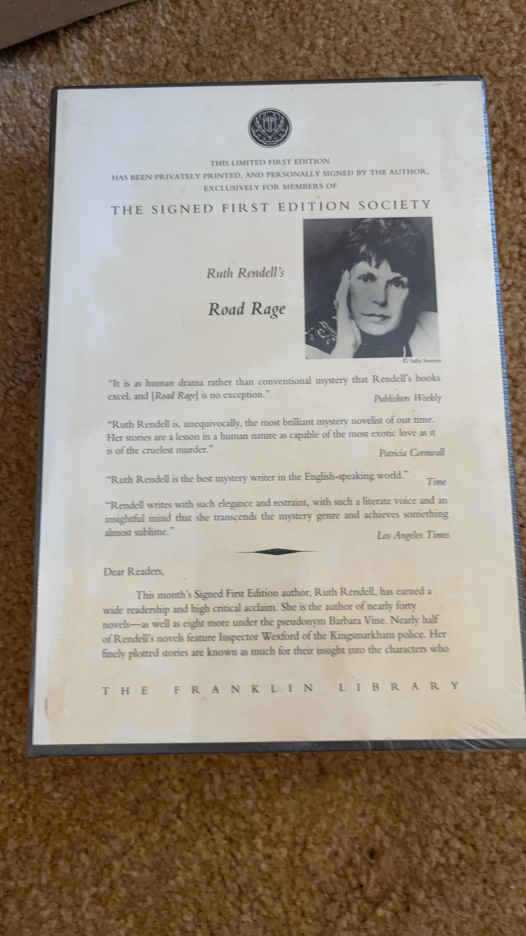 THIS LIMITED FIRST EDITION
HAS BEEN PRIVATELY PRINTED, AND PERSONALLY SIGNED BY THE AUTHOR,
EXCLUSIVELY FOR MEMBERS OF
THE SIGNED FIRST EDITION SOCIETY
Ruth Rendell's
Road Rage
© Sally Soames
"It is as human drama rather than conventional mystery that Rendell's books
excel, and [Road Rage] is no exception."
Publishers Weekly
"Ruth Rendell is, unequivocally, the most brilliant mystery novelist of our time.
Her stories are a lesson in a human nature as capable of the most exotic love as it
is of the cruelest murder."
Patricia Cornwall
"Ruth Rendell is the best mystery writer in the English-speaking world."
Time
"Rendell writes with such elegance and restraint, with such a literate voice and an
insightful mind that she transcends the mystery genre and achieves something
almost sublime."
Los Angeles Times
Dear Readers,
This month's Signed First Edition author, Ruth Rendell, has earned a
wide readership and high critical acclaim. She is the author of nearly forty
novels—as well as eight more under the pseudonym Barbara Vine. Nearly half
of Rendell's novels feature Inspector Wexford of the Kingsmarkham police. Her
finely plotted stories are known as much for their insight into the characters who
THE FRANKLIN LIBRARY